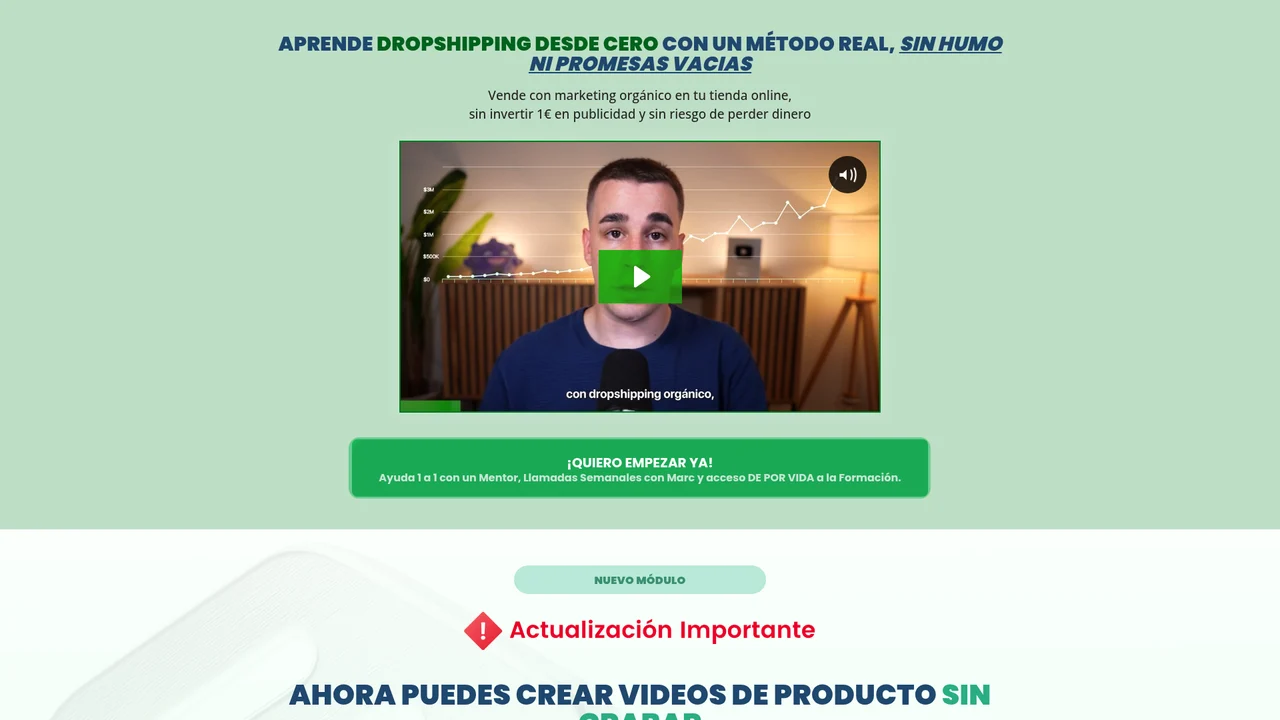 APRENDE DROPSHIPPING DESDE CERO CON UN MÉTODO REAL, SIN HUMO
NI PROMESAS VACIAS
Vende con marketing orgánico en tu tienda online,
sin invertir 1€ en publicidad y sin riesgo de perder dinero
$3M
$2M
$1M
$500K
$0
con dropshipping orgánico,
¡QUIERO EMPEZAR YA!
Ayuda 1 a 1 con un Mentor, Llamadas Semanales con Marc y acceso DE POR VIDA a la Formación.
NUEVO MÓDULO
Actualización Importante
AHORA PUEDES CREAR VIDEOS DE PRODUCTO SIN